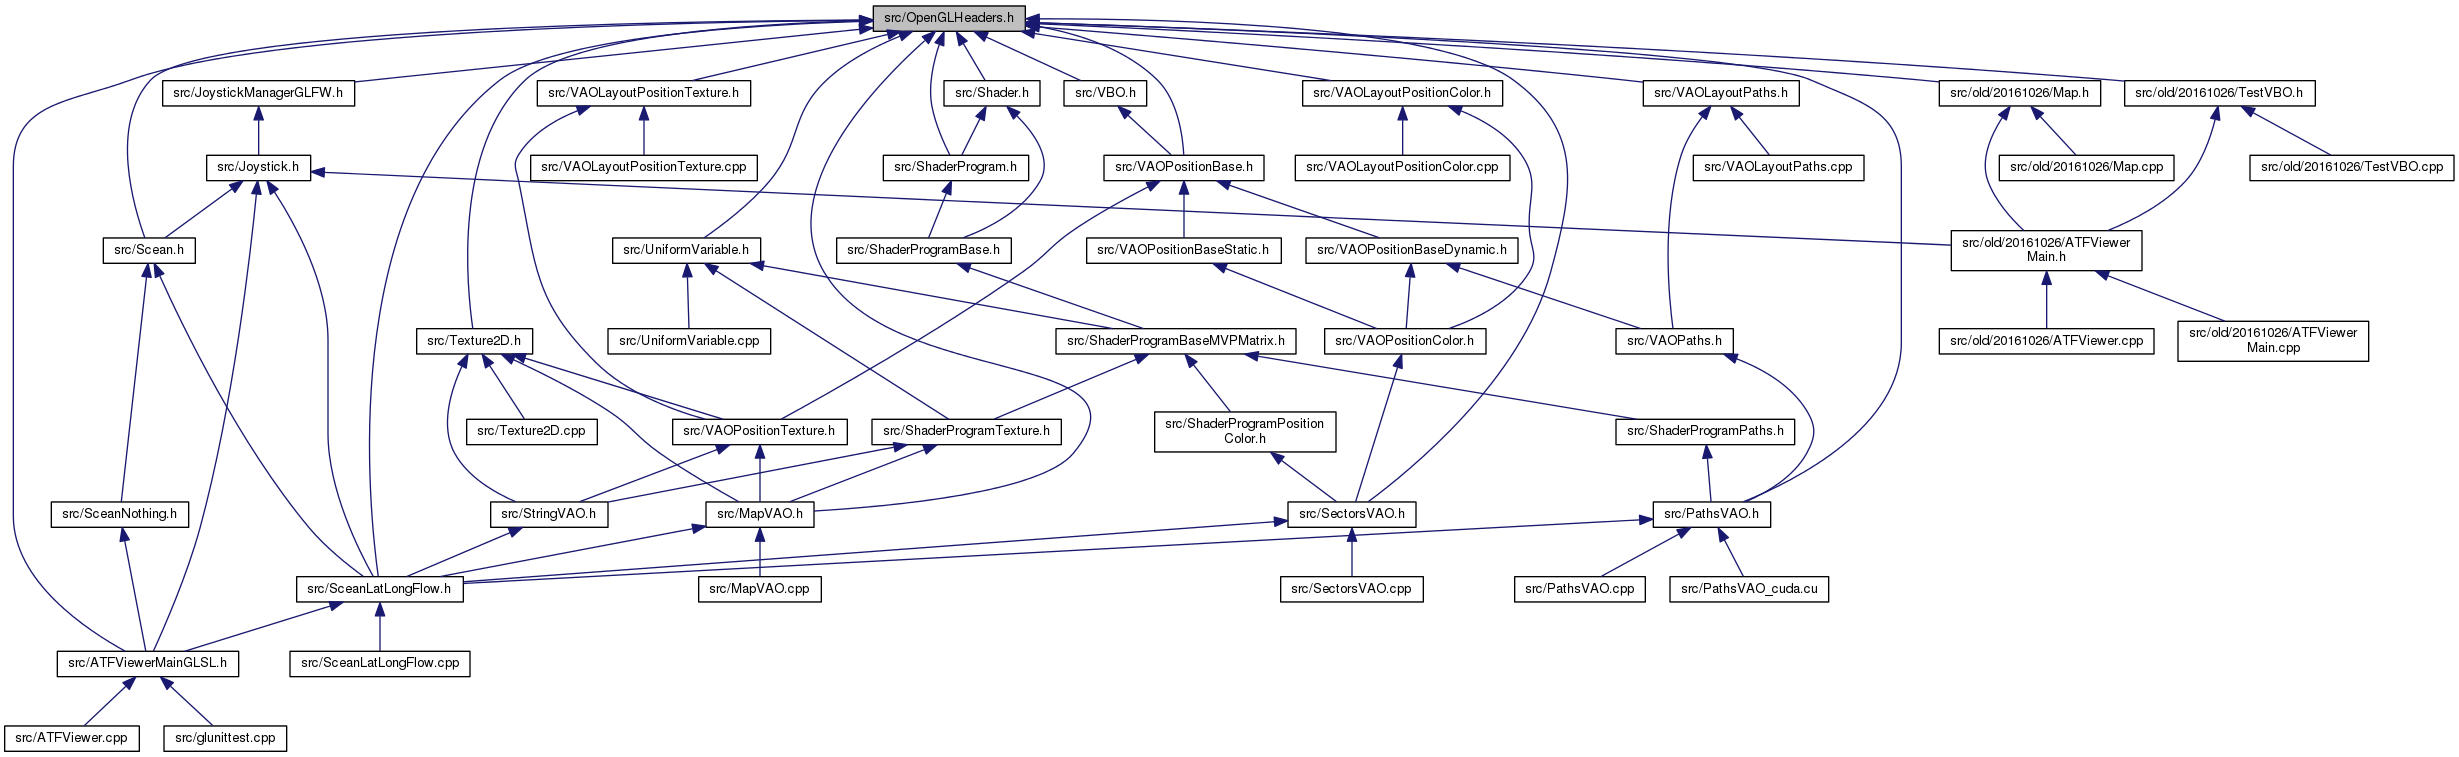 src/OpenGLHeaders.h
src/JoystickManagerGLFW.h
src/VAOLayoutPositionTexture.h
src/Shader.h
src/VBO.h
src/VAOLayoutPositionColor.h
src/VAOLayoutPaths.h
src/old/20161026/Map.h
src/old/20161026/TestVBO.h
src/Joystick.h
src/VAOLayoutPositionTexture.cpp
src/ShaderProgram.h
src/VAOPositionBase.h
src/VAOLayoutPositionColor.cpp
src/VAOLayoutPaths.cpp
src/old/20161026/Map.cpp
src/old/20161026/TestVBO.cpp
src/Scean.h
src/UniformVariable.h
src/ShaderProgramBase.h
src/VAOPositionBaseStatic.h
src/VAOPositionBaseDynamic.h
src/old/20161026/ATFViewer
Main.h
src/Texture2D.h
src/UniformVariable.cpp
src/ShaderProgramBaseMVPMatrix.h
src/VAOPositionColor.h
src/VAOPaths.h
src/old/20161026/ATFViewer.cpp
src/old/20161026/ATFViewer
Main.cpp
src/Texture2D.cpp
src/VAOPositionTexture.h
src/ShaderProgramTexture.h
src/ShaderProgramPosition
Color.h
src/ShaderProgramPaths.h
src/SceanNothing.h
src/StringVAO.h
src/MapVAO.h
src/SectorsVAO.h
src/PathsVAO.h
src/SceanLatLongFlow.h
src/MapVAO.cpp
src/SectorsVAO.cpp
src/PathsVAO.cpp
src/PathsVAO_cuda.cu
src/ATFViewerMainGLSL.h
src/SceanLatLongFlow.cpp
src/ATFViewer.cpp
src/glunittest.cpp